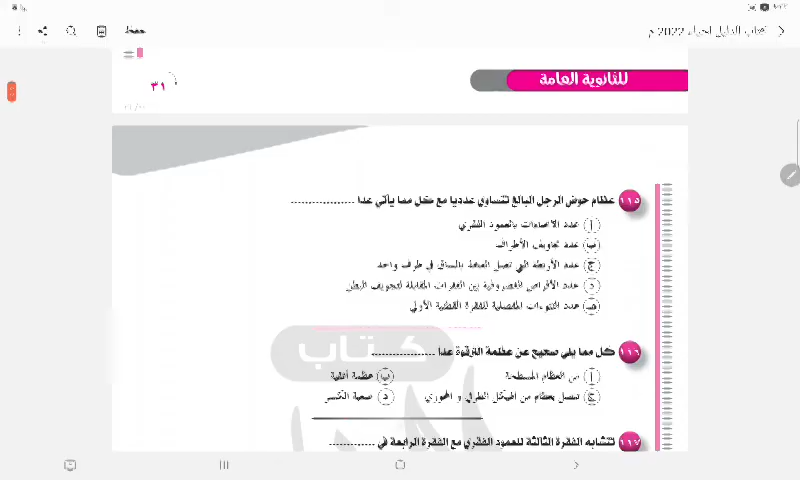 كتاب الدليل احياء 2022 م
حفظ
للثانوية العامة
٣١
١١٥ عظام حوض الرجل البالغ تتساوى عدديا مع كل مما يأتي عدا ..................
أ عدد الانحناءات بالعمود الفقري
ب عدد تجاويف الأطراف
ج عدد الأربطة التي تصل الفخذ بالساق في طرف واحد
د عدد الأقراص الغضروفية بين الفقرات المقابلة لتجويف البطن
هـ عدد النتوءات المفصلية للفقرة القطنية الأولي
كتاب
١١٦ كل مما يلي صحيح عن عظمة الترقوة عدا ..................
أ من العظام المسطحة
ب عظمة أفقية
ج تتصل بعظام من الهيكل الطرفي و المحوري
د صعبة الكسر
١١٧ تتشابه الفقرة الثالثة للعمود الفقري مع الفقرة الرابعة في .............